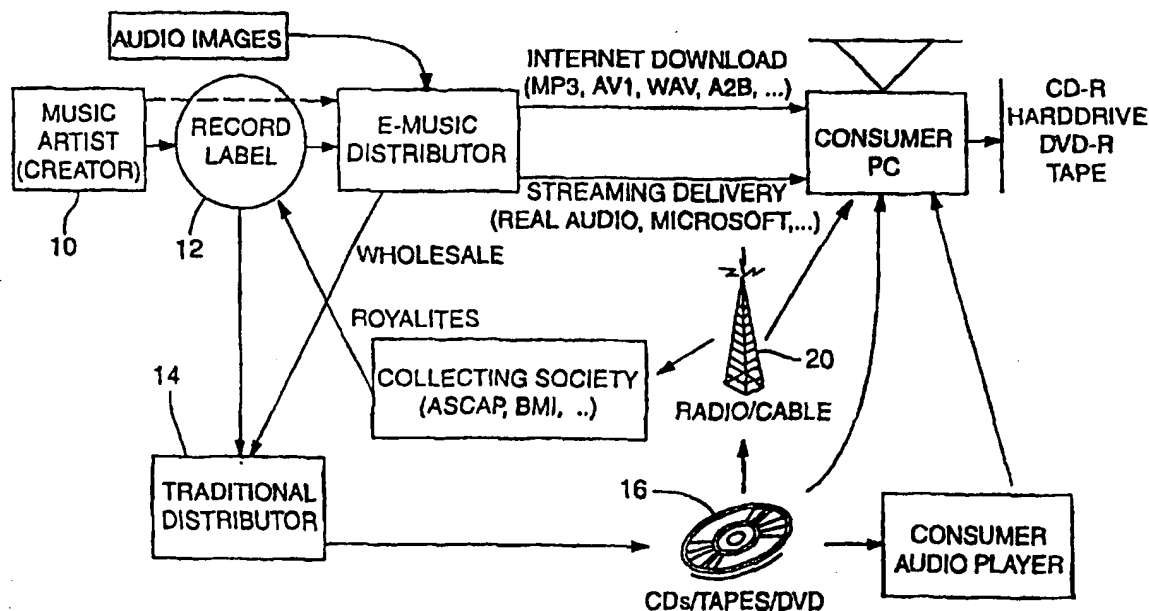 AUDIO IMAGES
INTERNET DOWNLOAD
(MP3, AV1, WAV, A2B, ...)
MUSIC
ARTIST
(CREATOR)
RECORD
LABEL
E-MUSIC
DISTRIBUTOR
CONSUMER
PC
CD-R
HARDDRIVE
DVD-R
TAPE
STREAMING DELIVERY
(REAL AUDIO, MICROSOFT,...)
10
12
WHOLESALE
ROYALITES
COLLECTING SOCIETY
(ASCAP, BMI, ..)
20
RADIO/CABLE
14
TRADITIONAL
DISTRIBUTOR
16
CDs/TAPES/DVD
CONSUMER
AUDIO PLAYER